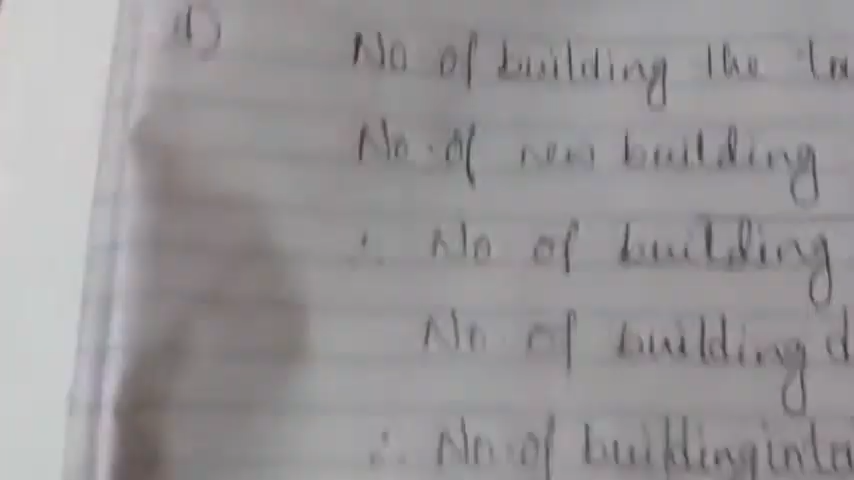 No of building the
No. of new building
∴ No of building
No. of building
∴ No. of building